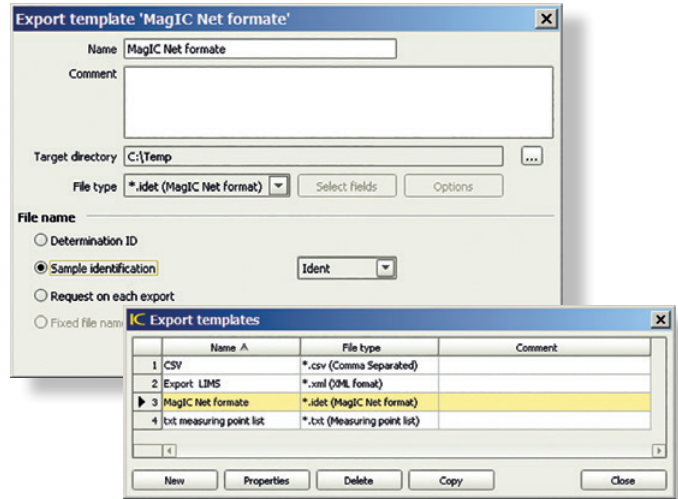 Export template 'MagIC Net formate'
Name MagIC Net formate
Comment
Target directory C:\Temp ...
File type *.idet (MagIC Net format) Select fields Options
File name
Determination ID
Sample identification Ident
Request on each export
Fixed file nam
IC Export templates
Name File type Comment
1 CSV *.csv (Comma Separated)
2 Export LIMS *.xml (XML fomat)
3 MagIC Net formate *.idet (MagIC Net format)
4 txt measuring point list *.txt (Measuring point list)
New Properties Delete Copy Close